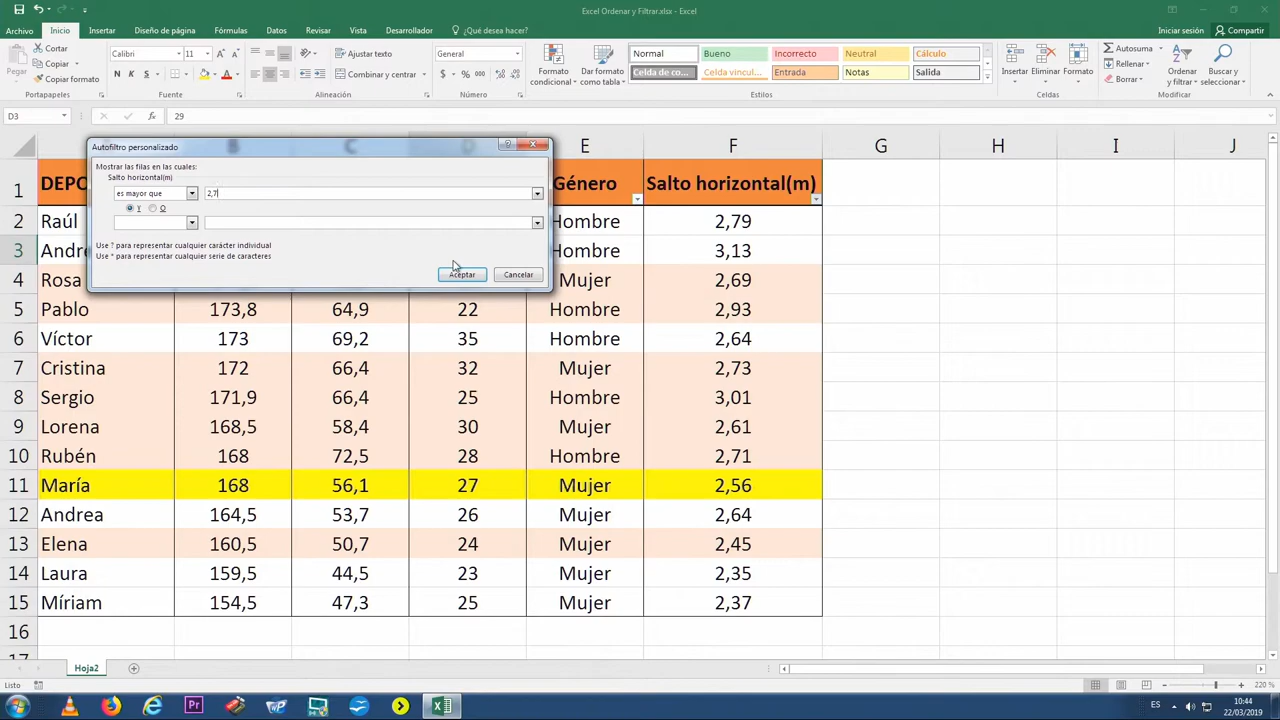 Excel Ordenar y Filtrar.xlsx - Excel
Archivo Inicio Insertar Diseño de página Fórmulas Datos Revisar Vista Desarrollador ¿Qué desea hacer? Iniciar sesión Compartir
Pegar
Cortar
Copiar
Copiar formato
Portapapeles
Calibri 11
N K S
Fuente
Ajustar texto
Combinar y centrar
Alineación
General
$ % 000
Número
Formato condicional
Dar formato como tabla
Normal Bueno Incorrecto Neutral Cálculo
Celda de co... Celda vincul... Entrada Notas Salida
Estilos
Insertar Eliminar Formato
Celdas
Autosuma
Rellenar
Borrar
Ordenar y filtrar
Buscar y seleccionar
Modificar
D3 fx 29
Autofiltro personalizado
Mostrar las filas en las cuales:
Salto horizontal(m)
es mayor que 2,7
Y O
Use ? para representar cualquier carácter individual
Use * para representar cualquier serie de caracteres
Aceptar Cancelar
B C D E F G H I J
1 DEPO Género Salto horizontal(m)
2 Raúl Hombre 2,79
3 Andre Hombre 3,13
4 Rosa Mujer 2,69
5 Pablo 173,8 64,9 22 Hombre 2,93
6 Víctor 173 69,2 35 Hombre 2,64
7 Cristina 172 66,4 32 Mujer 2,73
8 Sergio 171,9 66,4 25 Hombre 3,01
9 Lorena 168,5 58,4 30 Mujer 2,61
10 Rubén 168 72,5 28 Hombre 2,71
11 María 168 56,1 27 Mujer 2,56
12 Andrea 164,5 53,7 26 Mujer 2,64
13 Elena 160,5 50,7 24 Mujer 2,45
14 Laura 159,5 44,5 23 Mujer 2,35
15 Míriam 154,5 47,3 25 Mujer 2,37
16
17
Hoja2
Listo 220 %
Pr
ES 10:44
22/03/2019